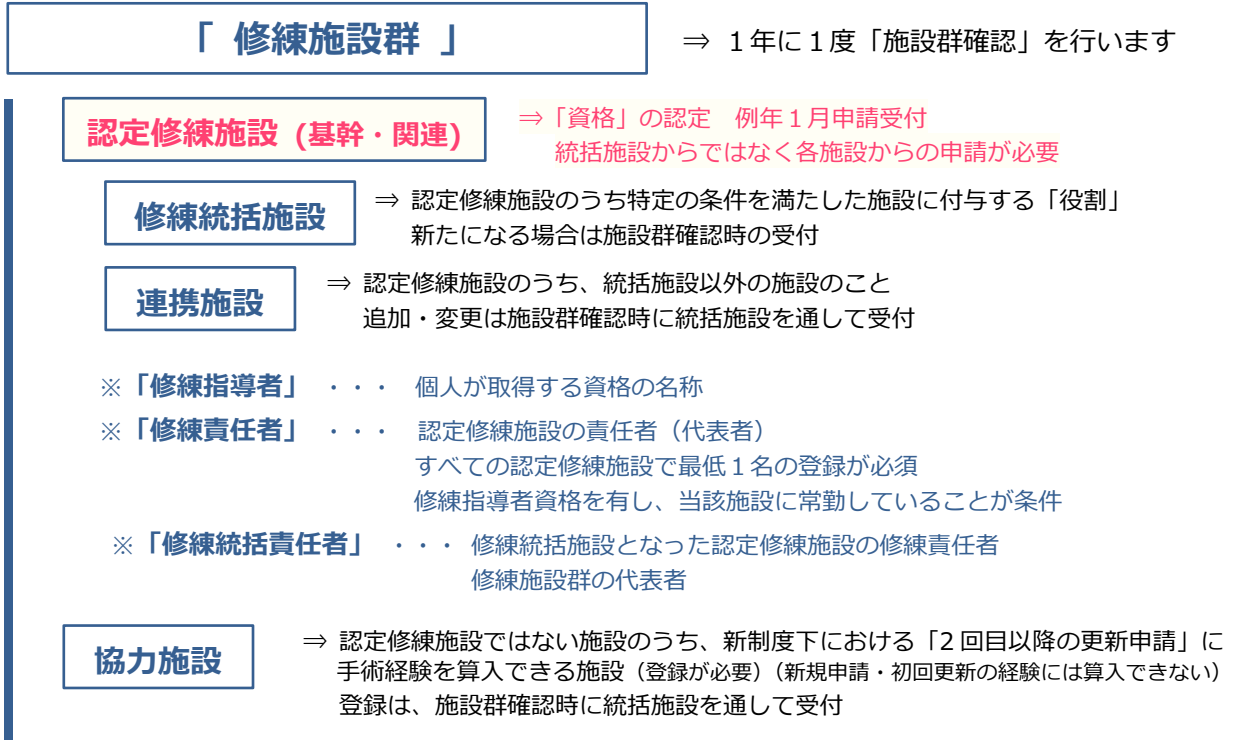 「 修練施設群 」 ⇒ １年に１度「施設群確認」を行います
認定修練施設 (基幹・関連) ⇒「資格」の認定　例年１月申請受付
統括施設からではなく各施設からの申請が必要
修練統括施設 ⇒ 認定修練施設のうち特定の条件を満たした施設に付与する「役割」
新たになる場合は施設群確認時の受付
連携施設 ⇒ 認定修練施設のうち、統括施設以外の施設のこと
追加・変更は施設群確認時に統括施設を通して受付
※「修練指導者」 ・・・ 個人が取得する資格の名称
※「修練責任者」 ・・・ 認定修練施設の責任者（代表者）
すべての認定修練施設で最低１名の登録が必須
修練指導者資格を有し、当該施設に常勤していることが条件
※「修練統括責任者」 ・・・ 修練統括施設となった認定修練施設の修練責任者
修練施設群の代表者
協力施設 ⇒ 認定修練施設ではない施設のうち、新制度下における「2 回目以降の更新申請」に
手術経験を算入できる施設（登録が必要）（新規申請・初回更新の経験には算入できない）
登録は、施設群確認時に統括施設を通して受付